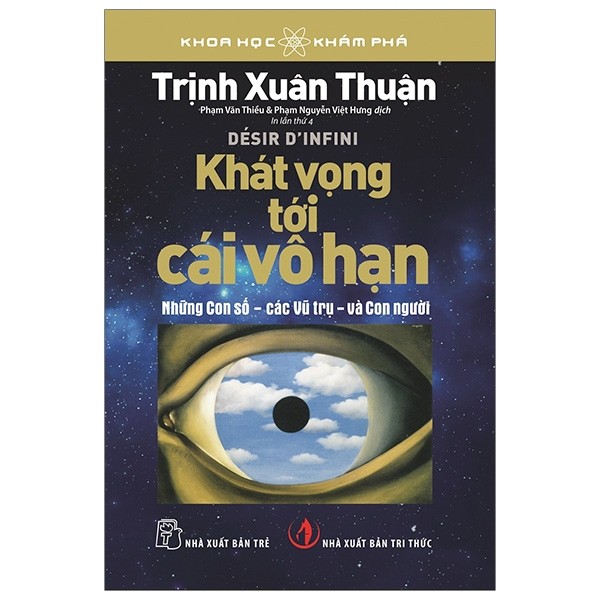 KHOA HỌC KHÁM PHÁ
Trịnh Xuân Thuận
Phạm Văn Thiều & Phạm Nguyễn Việt Hưng dịch
In lần thứ 4
DÉSIR D'INFINI
Khát vọng
tới
cái vô hạn
Những Con số – các Vũ trụ – và Con người
NHÀ XUẤT BẢN TRẺ
NHÀ XUẤT BẢN TRI THỨC